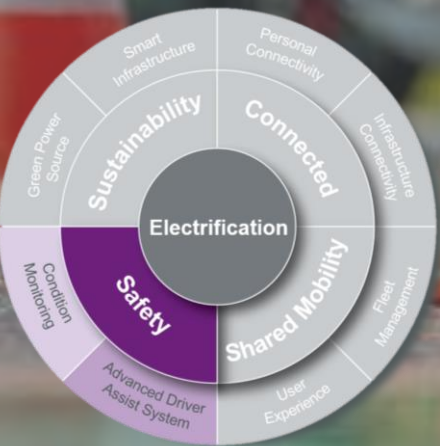 Smart
Infrastructure
Personal
Connectivity
Green Power
Source
Sustainability
Connected
Infrastructure
Connectivity
Electrification
Condition
Monitoring
Safety
Shared Mobility
Fleet
Management
Advanced Driver
Assist System
User
Experience